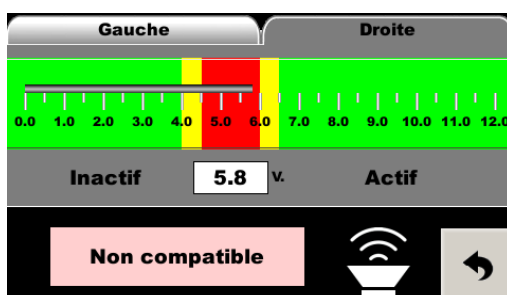 Gauche Droite
0.0 1.0 2.0 3.0 4.0 5.0 6.0 7.0 8.0 9.0 10.0 11.0 12.0
Inactif 5.8 V. Actif
Non compatible